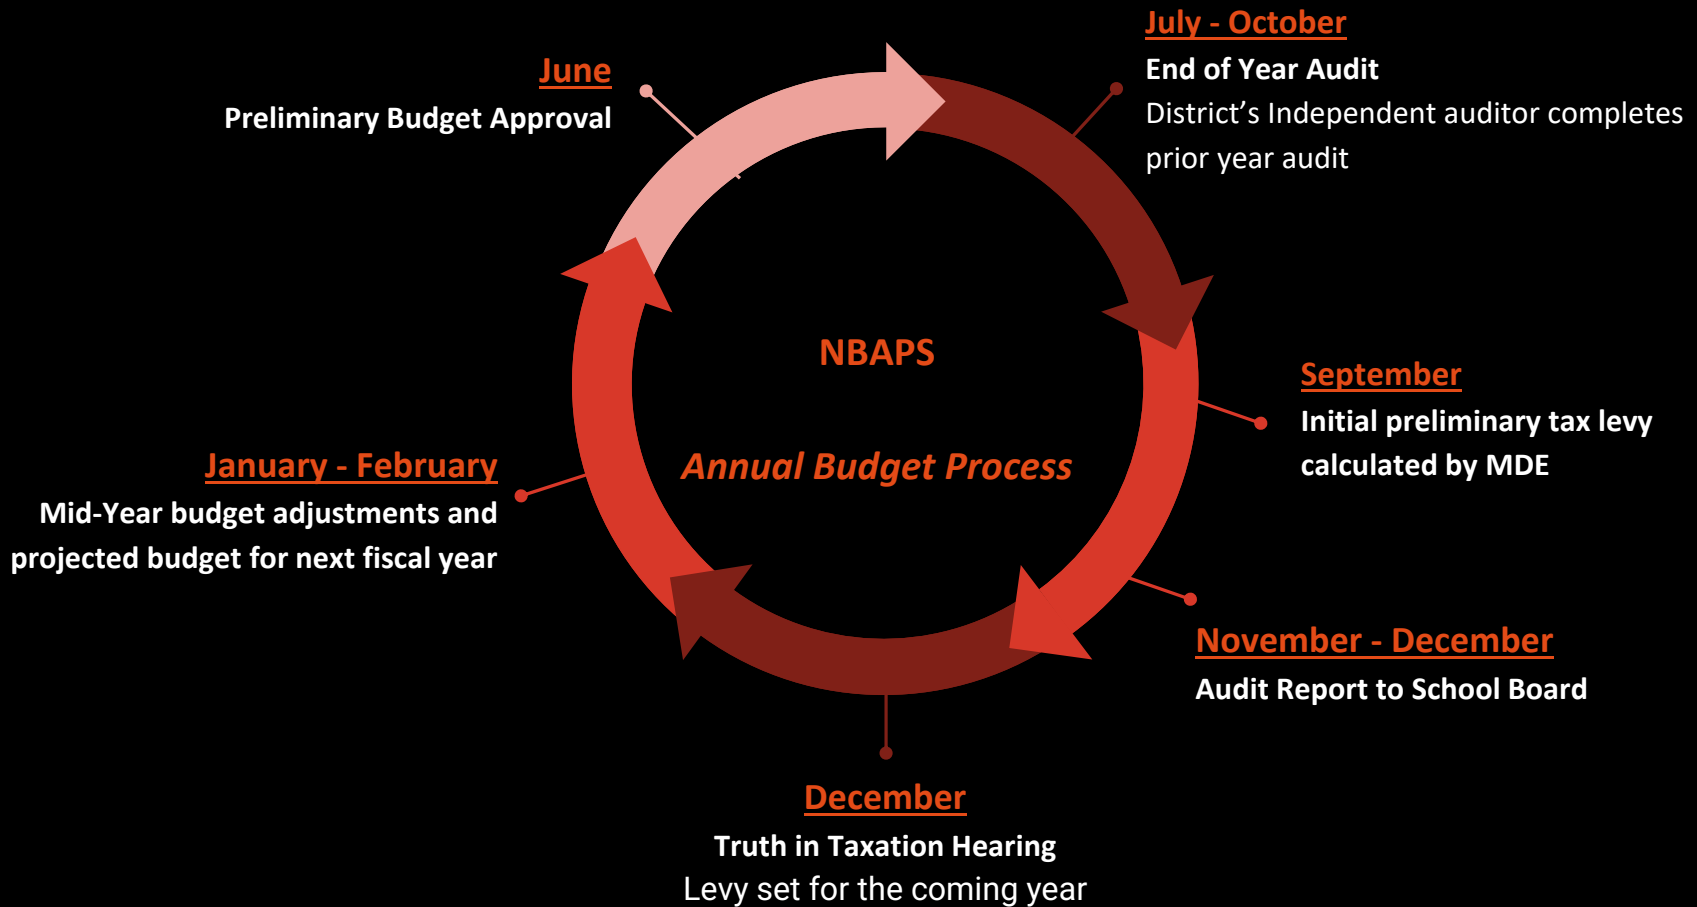 July - October
End of Year Audit
District’s Independent auditor completes
prior year audit
June
Preliminary Budget Approval
NBAPS
Annual Budget Process
September
Initial preliminary tax levy
calculated by MDE
January - February
Mid-Year budget adjustments and
projected budget for next fiscal year
November - December
Audit Report to School Board
December
Truth in Taxation Hearing
Levy set for the coming year